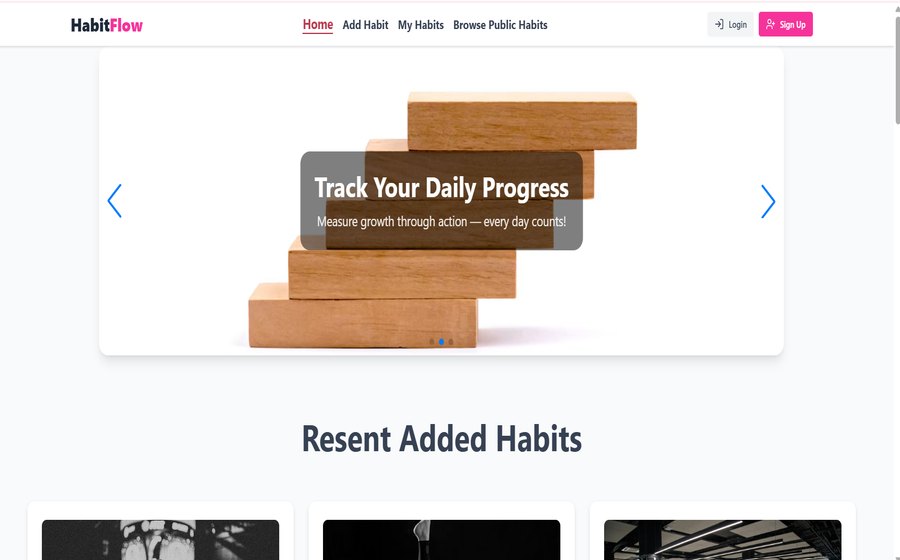 HabitFlow
Home Add Habit My Habits Browse Public Habits
Login Sign Up
Track Your Daily Progress
Measure growth through action — every day counts!
Resent Added Habits